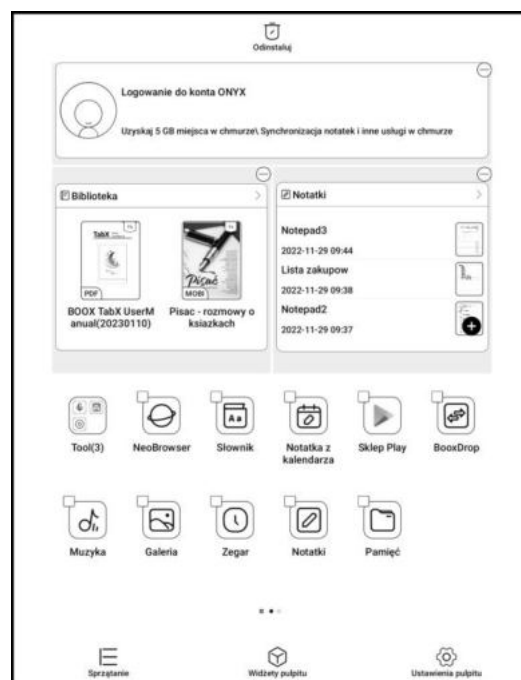 Odinstaluj
Logowanie do konta ONYX
Uzyskaj 5 GB miejsca w chmurze\ Synchronizacja notatek i inne usługi w chmurze
Biblioteka
TabX
PDF
BOOX TabX UserM
anual(20230110)
Pisac
MOBI
Pisac - rozmowy o
ksiazkach
Notatki
Notepad3
2022-11-29 09:44
Lista zakupow
2022-11-29 09:38
Notepad2
2022-11-29 09:37
Tool(3)
NeoBrowser
Aa
Słownik
Notatka z
kalendarza
Sklep Play
BooxDrop
Muzyka
Galeria
Zegar
Notatki
Pamięć
Sprzątanie
Widżety pulpitu
Ustawienia pulpitu